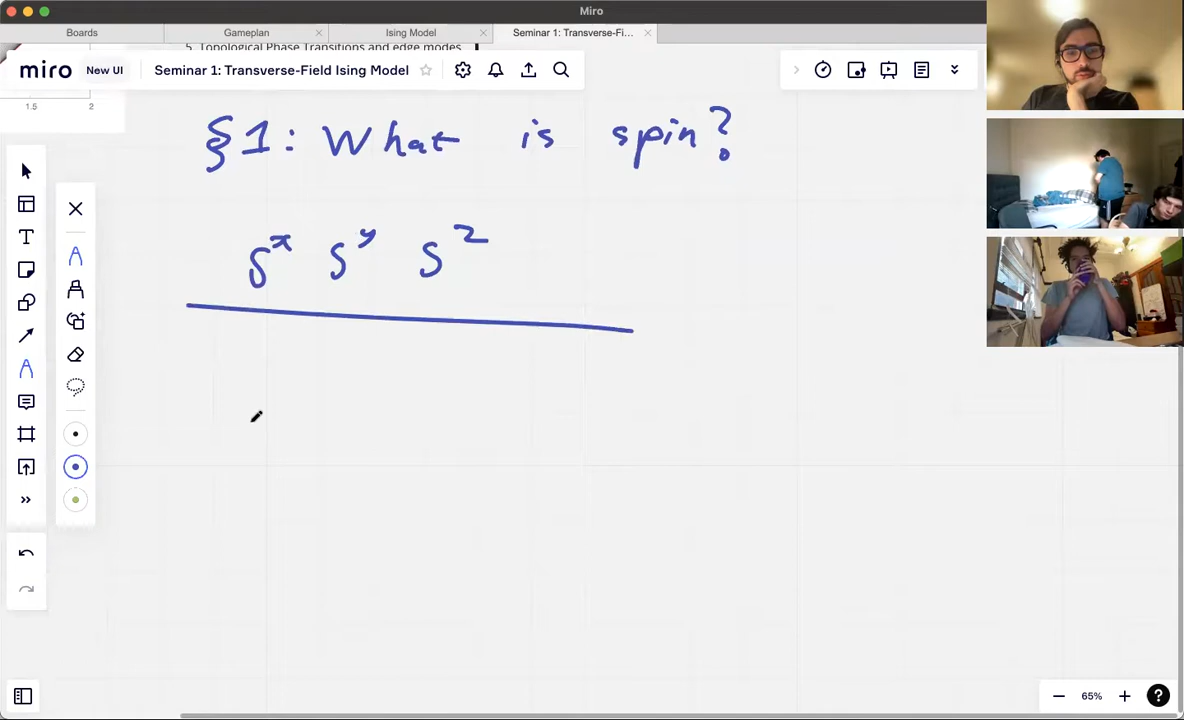 Miro
Boards
Gameplan
Ising Model
Seminar 1: Transverse-Fi...
5. Topological Phase Transitions and edge modes
miro
New UI
Seminar 1: Transverse-Field Ising Model
1.5 2
§1: What is spin?
S^x S^y S^z
65%